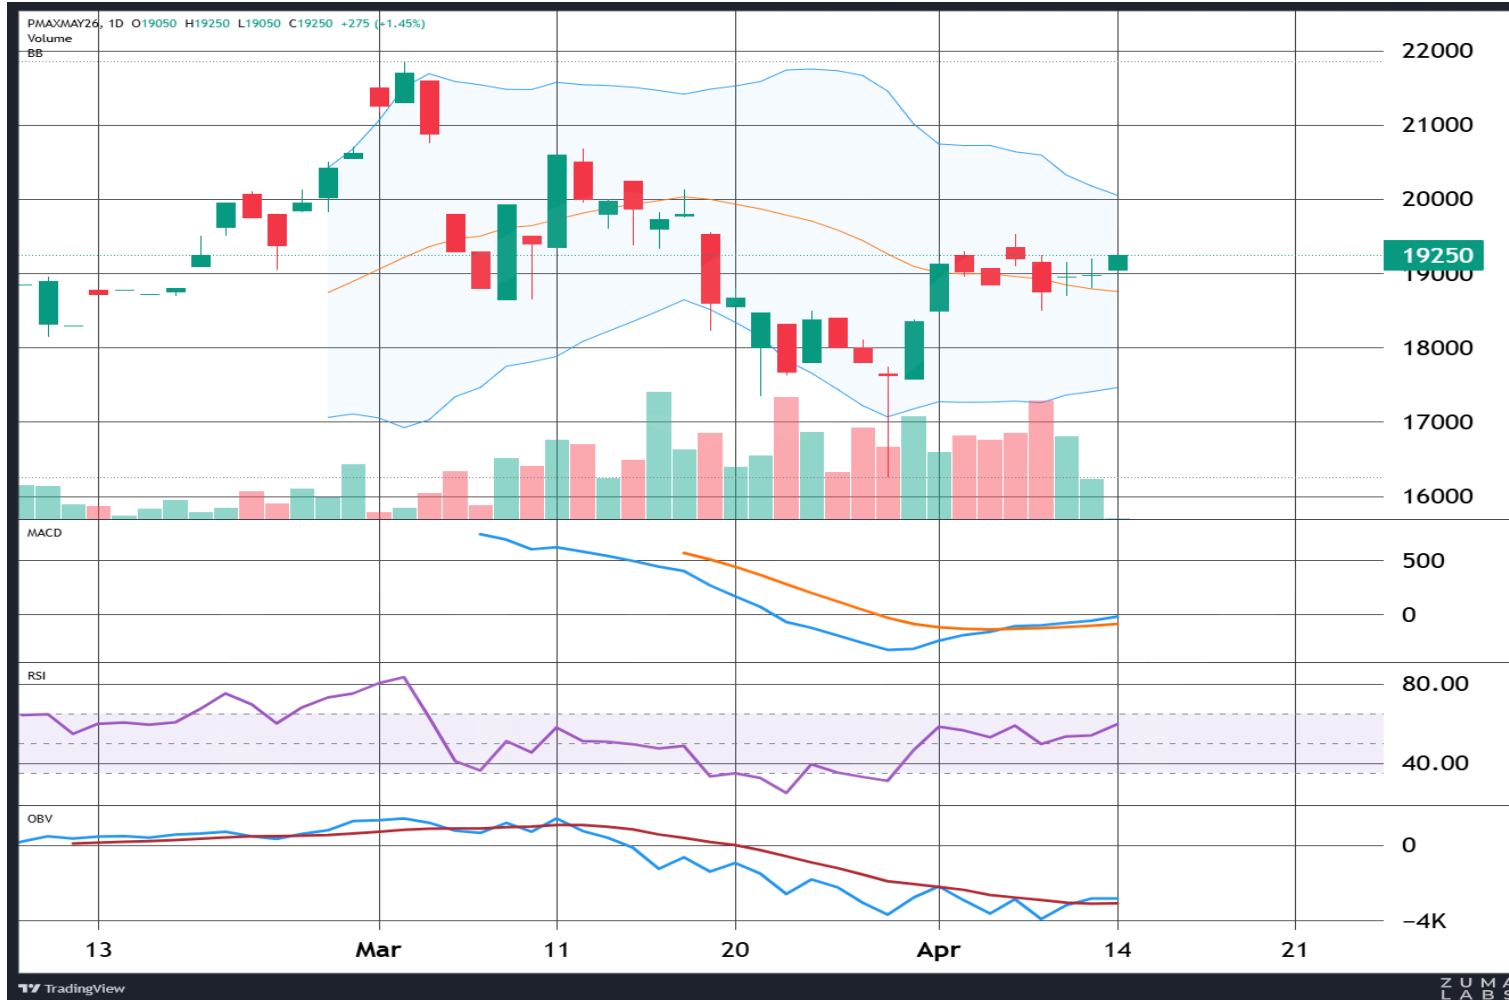 PMAXMAY26, 1D O19050 H19250 L19050 C19250 +275 (+1.45%)
Volume
BB
22000
21000
20000
19250
19000
18000
17000
16000
MACD
500
0
RSI
80.00
40.00
OBV
0
−4K
13 Mar 11 20 Apr 14 21
TradingView
ZUMA
LABS